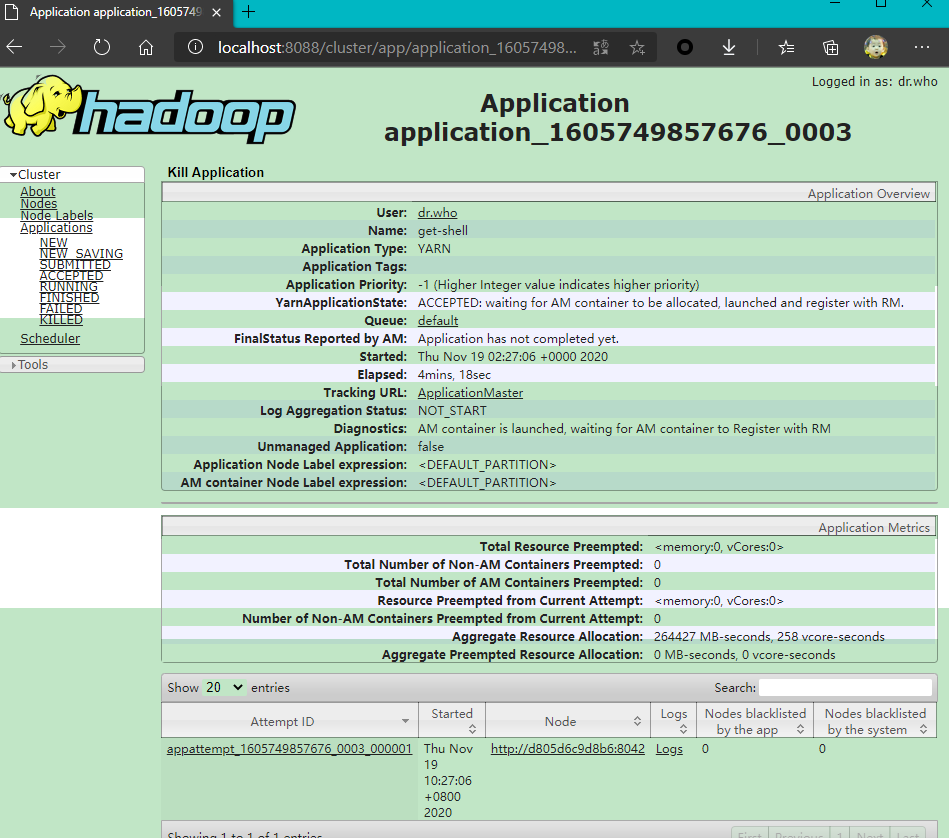 Application application_16057498
localhost:8088/cluster/app/application_16057498...
Logged in as: dr.who
hadoop
Application
application_1605749857676_0003
Cluster
About
Nodes
Node Labels
Applications
NEW
NEW_SAVING
SUBMITTED
ACCEPTED
RUNNING
FINISHED
FAILED
KILLED
Scheduler
Tools
Kill Application
Application Overview
User: dr.who
Name: get-shell
Application Type: YARN
Application Tags:
Application Priority: -1 (Higher Integer value indicates higher priority)
YarnApplicationState: ACCEPTED: waiting for AM container to be allocated, launched and register with RM.
Queue: default
FinalStatus Reported by AM: Application has not completed yet.
Started: Thu Nov 19 02:27:06 +0000 2020
Elapsed: 4mins, 18sec
Tracking URL: ApplicationMaster
Log Aggregation Status: NOT_START
Diagnostics: AM container is launched, waiting for AM container to Register with RM
Unmanaged Application: false
Application Node Label expression: <DEFAULT_PARTITION>
AM container Node Label expression: <DEFAULT_PARTITION>
Application Metrics
Total Resource Preempted: <memory:0, vCores:0>
Total Number of Non-AM Containers Preempted: 0
Total Number of AM Containers Preempted: 0
Resource Preempted from Current Attempt: <memory:0, vCores:0>
Number of Non-AM Containers Preempted from Current Attempt: 0
Aggregate Resource Allocation: 264427 MB-seconds, 258 vcore-seconds
Aggregate Preempted Resource Allocation: 0 MB-seconds, 0 vcore-seconds
Show 20 entries Search:
Attempt ID Started Node Logs Nodes blacklisted by the app Nodes blacklisted by the system
appattempt_1605749857676_0003_000001 Thu Nov http://d805d6c9d8b6:8042 Logs 0 0
19
10:27:06
+0800
2020
Showing 1 to 1 of 1 entries First Previous 1 Next Last